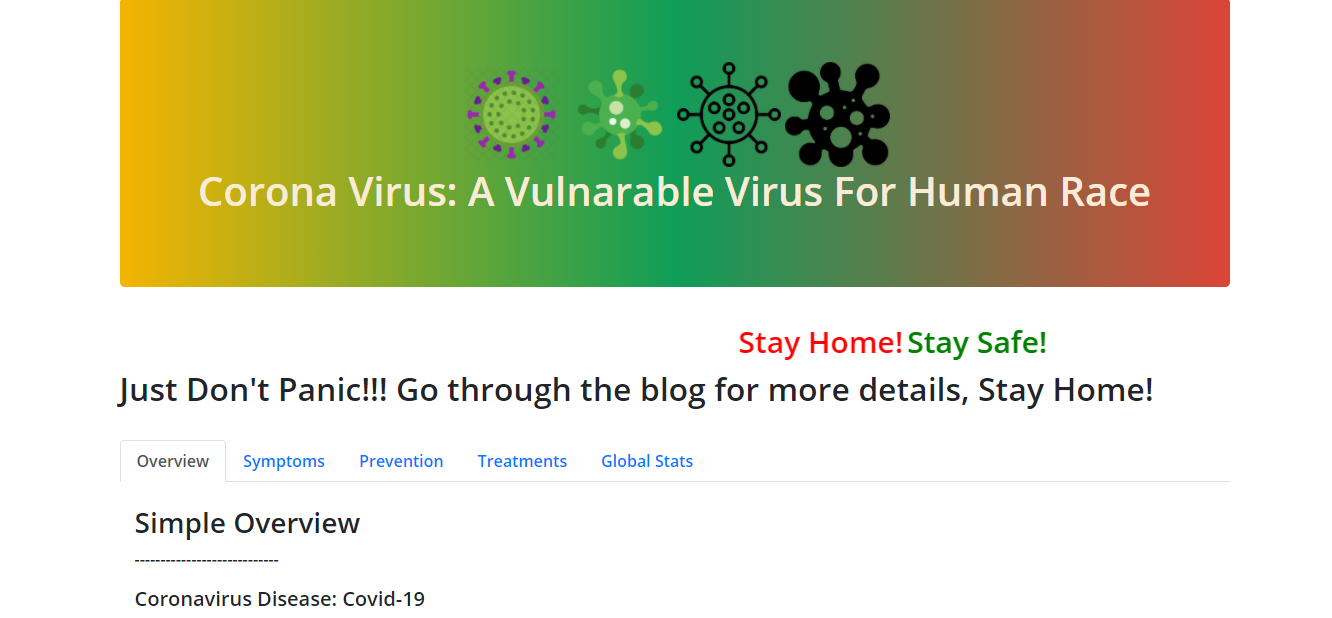 Corona Virus: A Vulnarable Virus For Human Race
Stay Home! Stay Safe!
Just Don't Panic!!! Go through the blog for more details, Stay Home!
Overview Symptoms Prevention Treatments Global Stats
Simple Overview
----------------------------
Coronavirus Disease: Covid-19